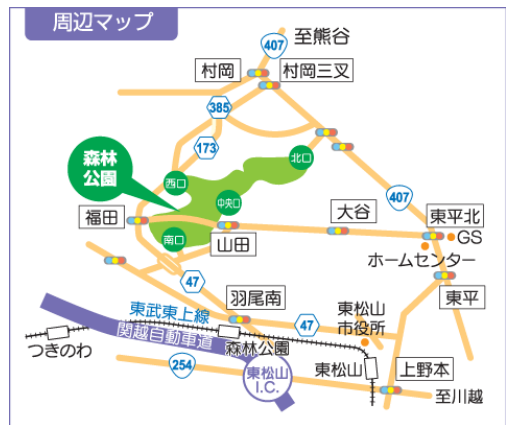 周辺マップ
407
至熊谷
村岡
村岡三叉
385
173
森林
公園
西口
北口
中央口
南口
福田
山田
大谷
407
東平北
GS
ホームセンター
東平
47
羽尾南
東武東上線
関越自動車道
47
東松山
市役所
つきのわ
森林公園
254
東松山
I.C.
東松山
上野本
至川越